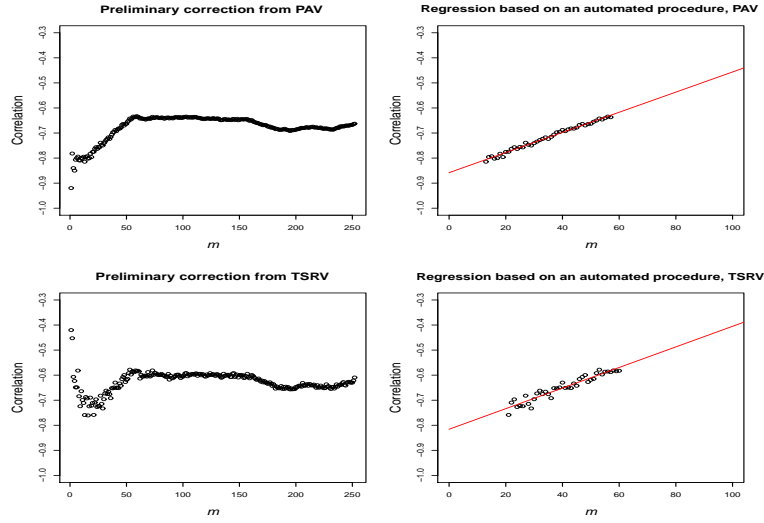 Preliminary correction from PAV
Correlation
-0.3
-0.4
-0.5
-0.6
-0.7
-0.8
-0.9
-1.0
0 50 100 150 200 250
m
Regression based on an automated procedure, PAV
Correlation
-0.3
-0.4
-0.5
-0.6
-0.7
-0.8
-0.9
-1.0
0 20 40 60 80 100
m
Preliminary correction from TSRV
Correlation
-0.3
-0.4
-0.5
-0.6
-0.7
-0.8
-0.9
-1.0
0 50 100 150 200 250
m
Regression based on an automated procedure, TSRV
Correlation
-0.3
-0.4
-0.5
-0.6
-0.7
-0.8
-0.9
-1.0
0 20 40 60 80 100
m